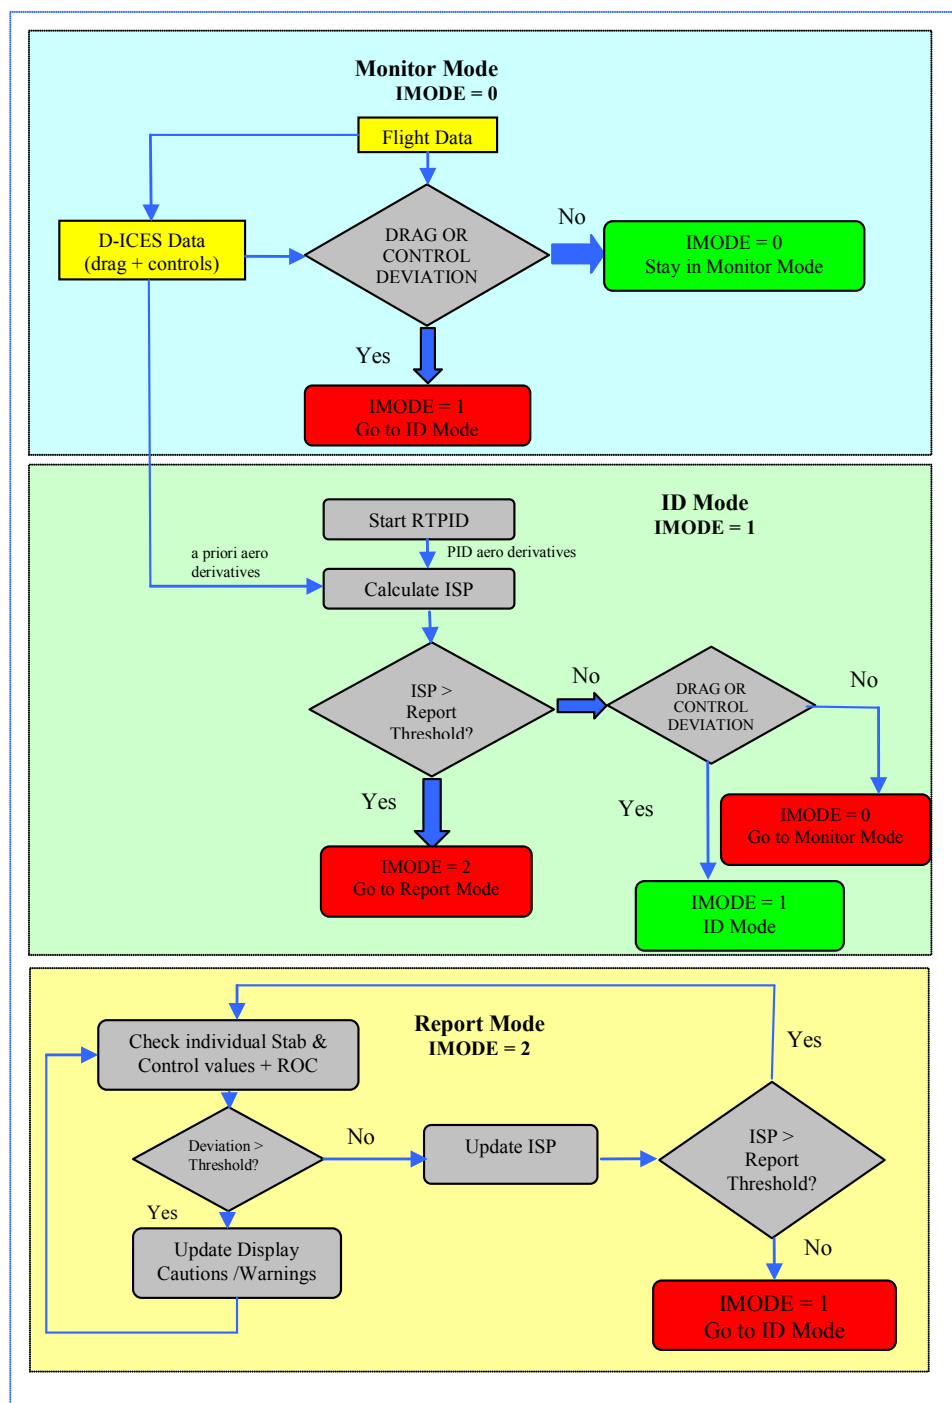 Monitor Mode
IMODE = 0
Flight Data
D-ICES Data
(drag + controls)
DRAG OR
CONTROL
DEVIATION
No
IMODE = 0
Stay in Monitor Mode
Yes
IMODE = 1
Go to ID Mode
ID Mode
IMODE = 1
Start RTPID
a priori aero
derivatives
PID aero derivatives
Calculate ISP
ISP >
Report
Threshold?
No
DRAG OR
CONTROL
DEVIATION
No
Yes
Yes
IMODE = 0
Go to Monitor Mode
IMODE = 2
Go to Report Mode
IMODE = 1
ID Mode
Report Mode
IMODE = 2
Check individual Stab &
Control values + ROC
Yes
Deviation >
Threshold?
No
Update ISP
ISP >
Report
Threshold?
Yes
Update Display
Cautions /Warnings
No
IMODE = 1
Go to ID Mode